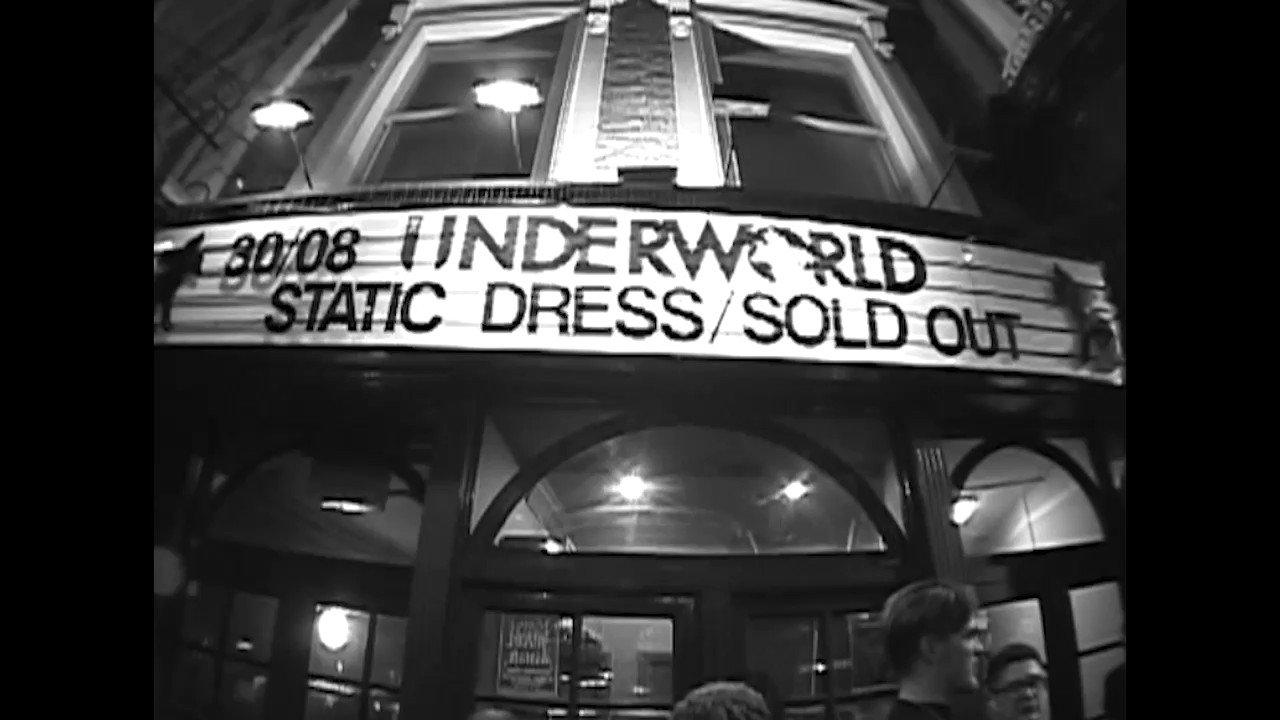 30/08 UNDERWORLD
STATIC DRESS/SOLD OUT